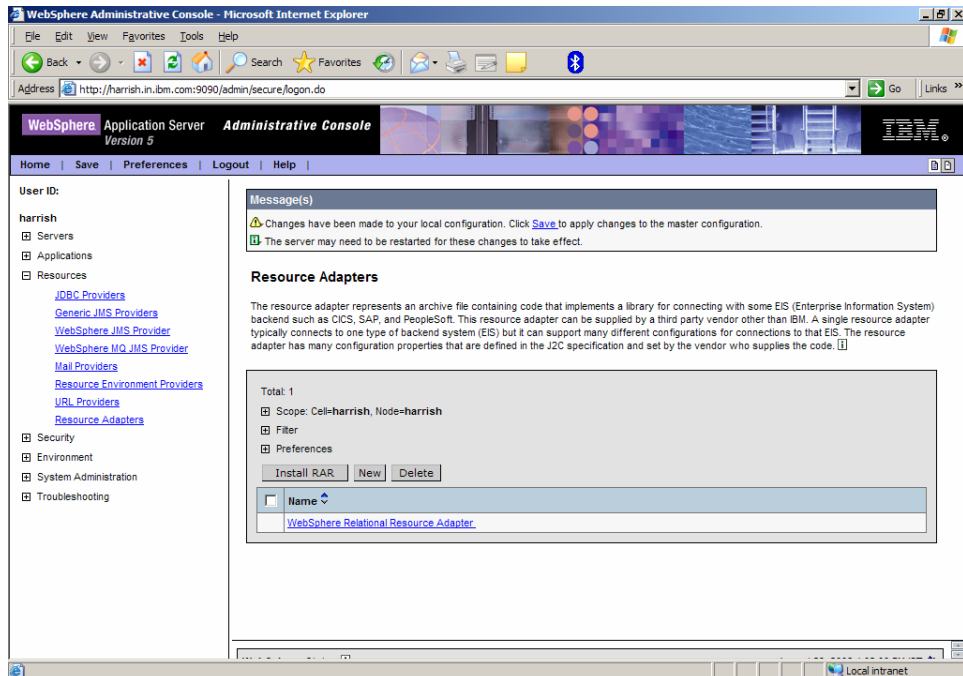 WebSphere Administrative Console - Microsoft Internet Explorer
File Edit View Favorites Tools Help
Back Search Favorites
Address http://harrish.in.ibm.com:9090/admin/secure/logon.do Go Links »
WebSphere. Application Server Administrative Console
Version 5
IBM.
Home | Save | Preferences | Logout | Help |
User ID:
harrish
Servers
Applications
Resources
JDBC Providers
Generic JMS Providers
WebSphere JMS Provider
WebSphere MQ JMS Provider
Mail Providers
Resource Environment Providers
URL Providers
Resource Adapters
Security
Environment
System Administration
Troubleshooting
Message(s)
Changes have been made to your local configuration. Click Save to apply changes to the master configuration.
The server may need to be restarted for these changes to take effect.
Resource Adapters
The resource adapter represents an archive file containing code that implements a library for connecting with some EIS (Enterprise Information System)
backend such as CICS, SAP, and PeopleSoft. This resource adapter can be supplied by a third party vendor other than IBM. A single resource adapter
typically connects to one type of backend system (EIS) but it can support many different configurations for connections to that EIS. The resource
adapter has many configuration properties that are defined in the J2C specification and set by the vendor who supplies the code.
Total: 1
Scope: Cell=harrish, Node=harrish
Filter
Preferences
Install RAR New Delete
Name
WebSphere Relational Resource Adapter
Local intranet